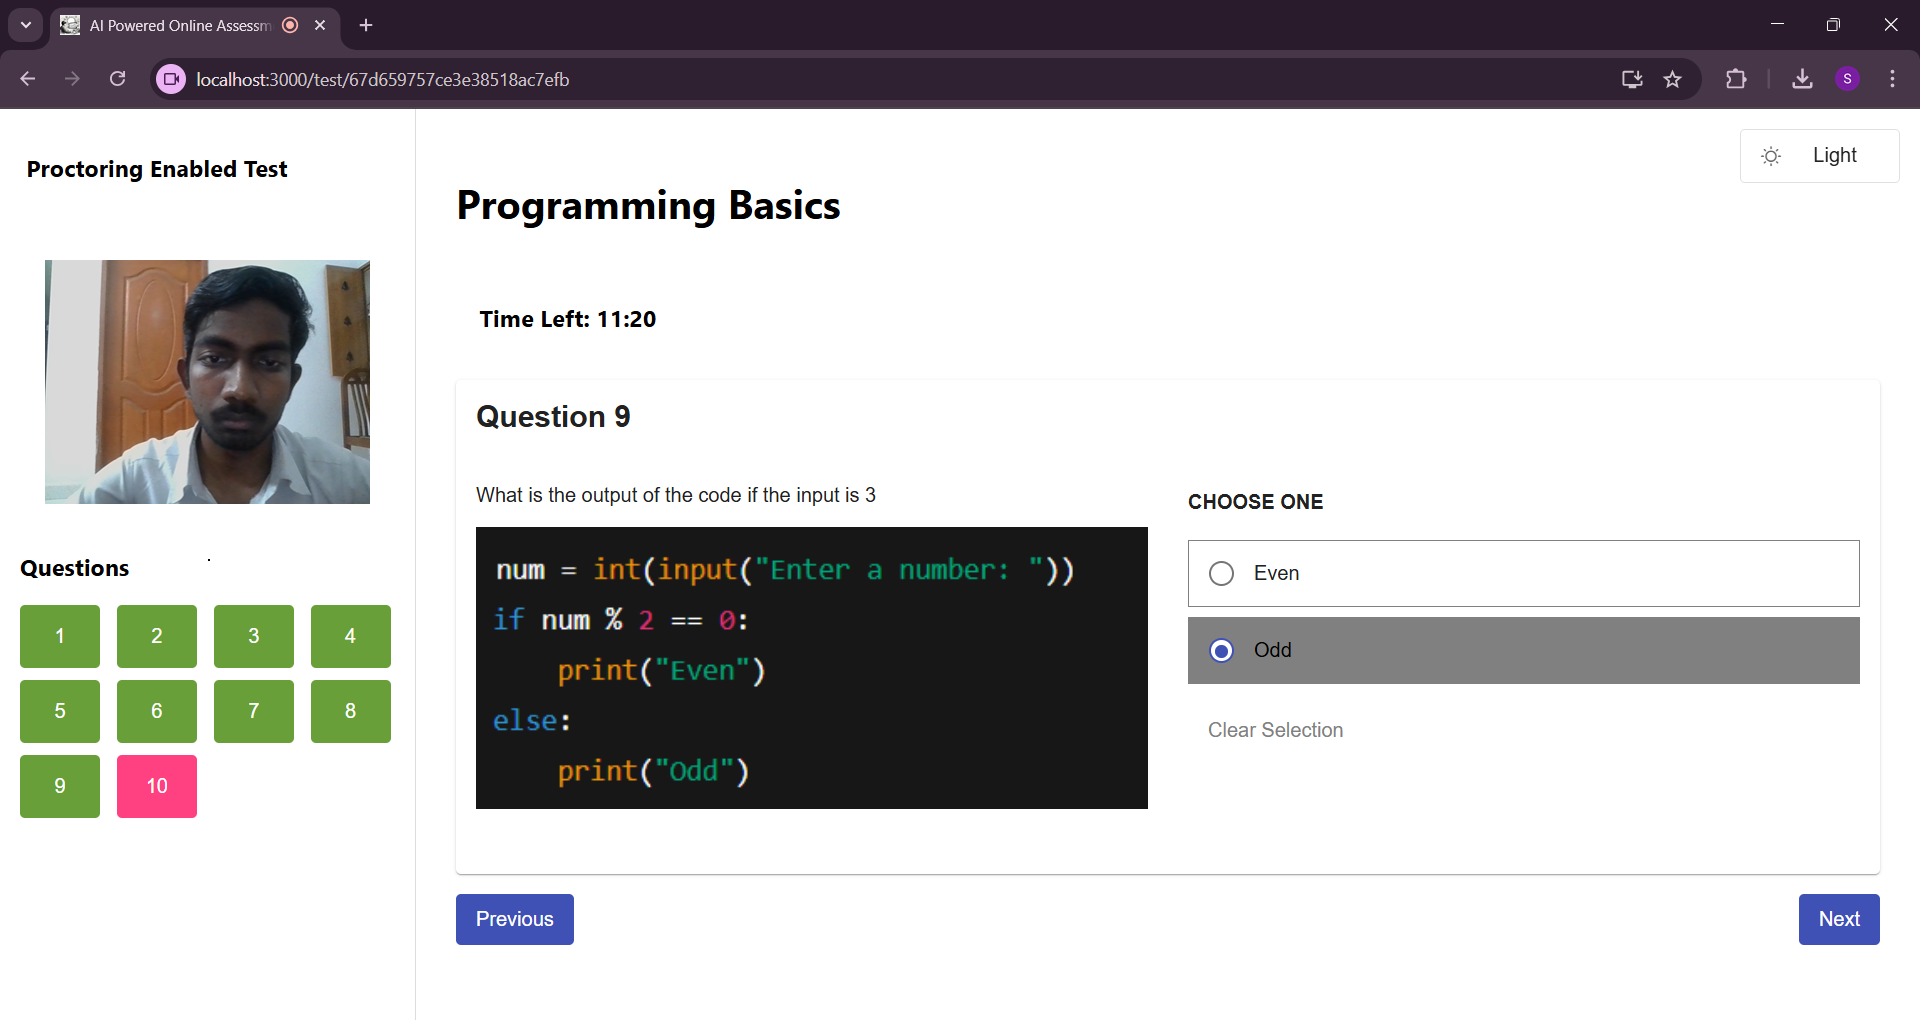 AI Powered Online Assessm
localhost:3000/test/67d659757ce3e38518ac7efb
S
Proctoring Enabled Test
Light
Programming Basics
Time Left: 11:20
Question 9
What is the output of the code if the input is 3
num = int(input("Enter a number: "))
if num % 2 == 0:
    print("Even")
else:
    print("Odd")
CHOOSE ONE
Even
Odd
Clear Selection
Questions
1 2 3 4
5 6 7 8
9 10
Previous
Next